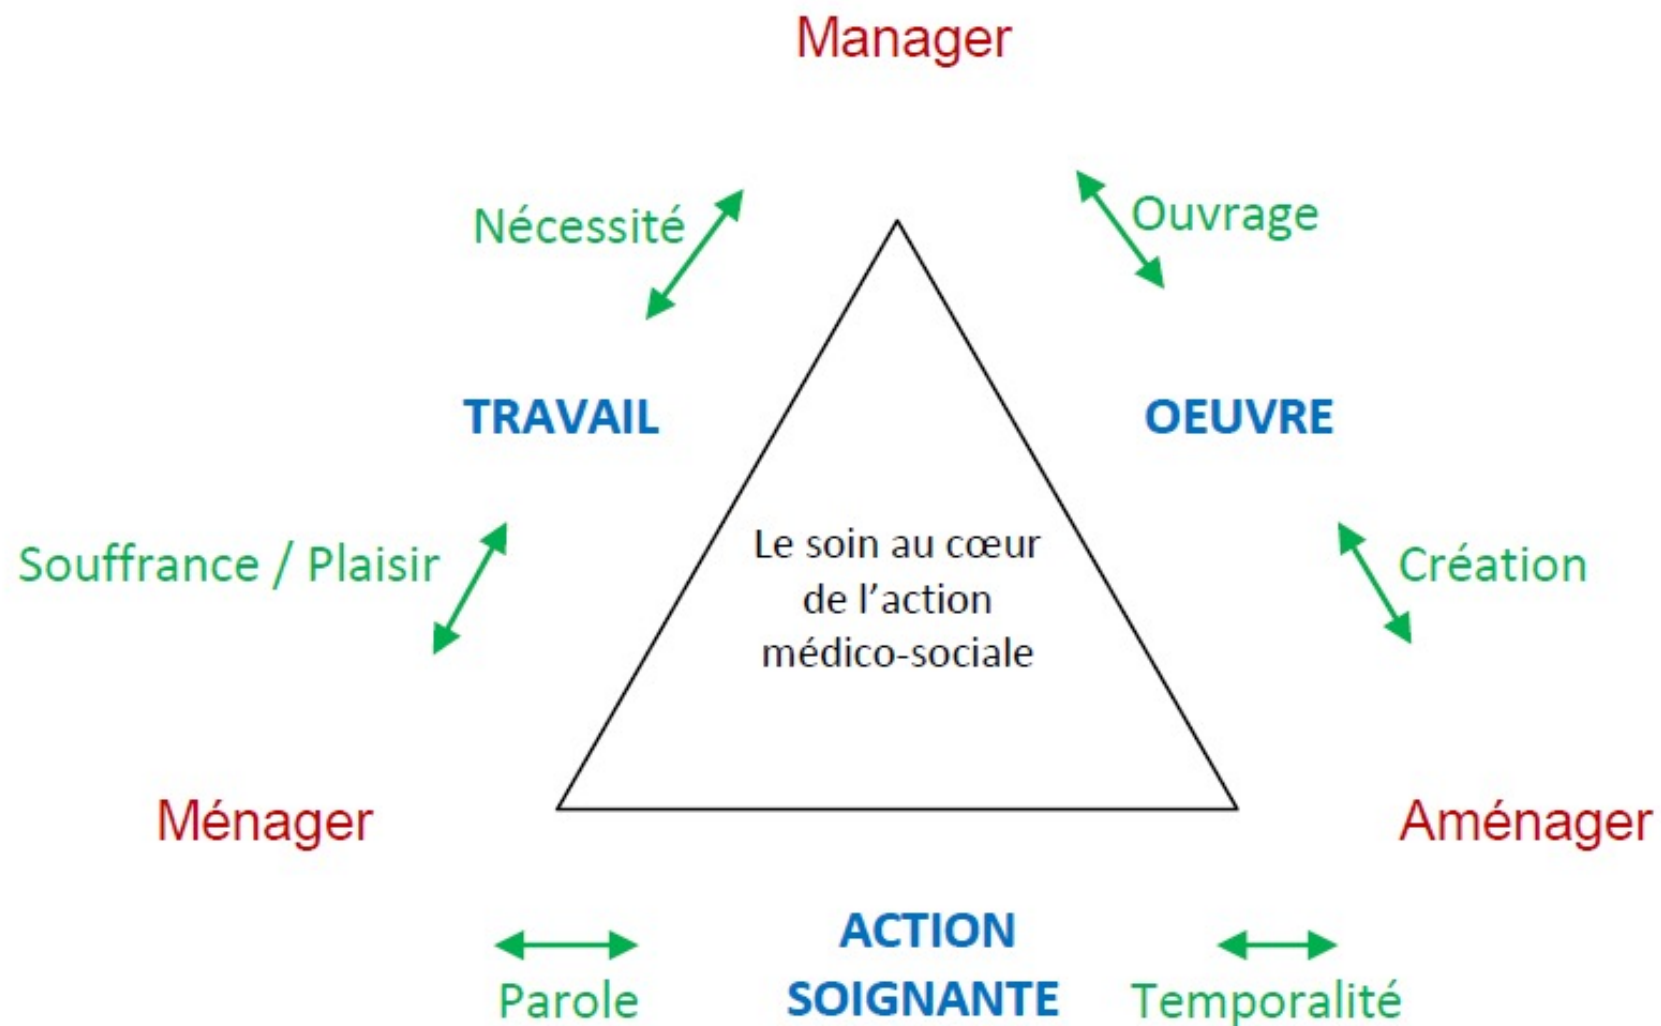 Manager
Nécessité
Ouvrage
TRAVAIL
OEUVRE
Le soin au cœur
de l’action
médico-sociale
Souffrance / Plaisir
Création
Ménager
Aménager
ACTION
SOIGNANTE
Parole
Temporalité